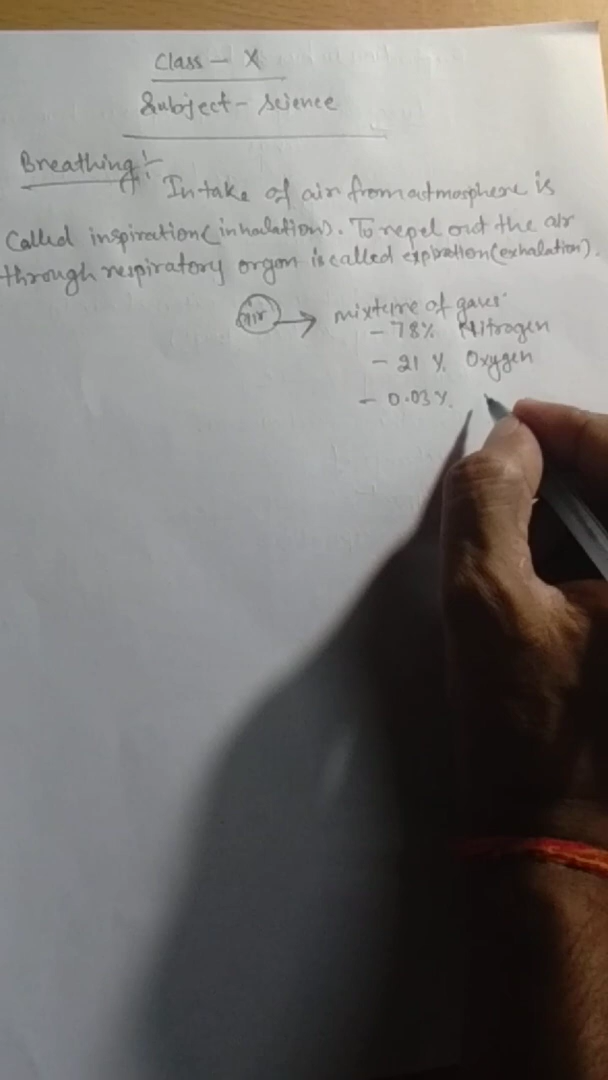 Class - X
Subject - Science
Breathing :-
Intake of air from atmosphere is
Called inspiration (inhalation). To repel out the air
through respiratory organ is called expiration (exhalation).
air → mixture of gases
- 78% Nitrogen
- 21 % Oxygen
- 0.03 %